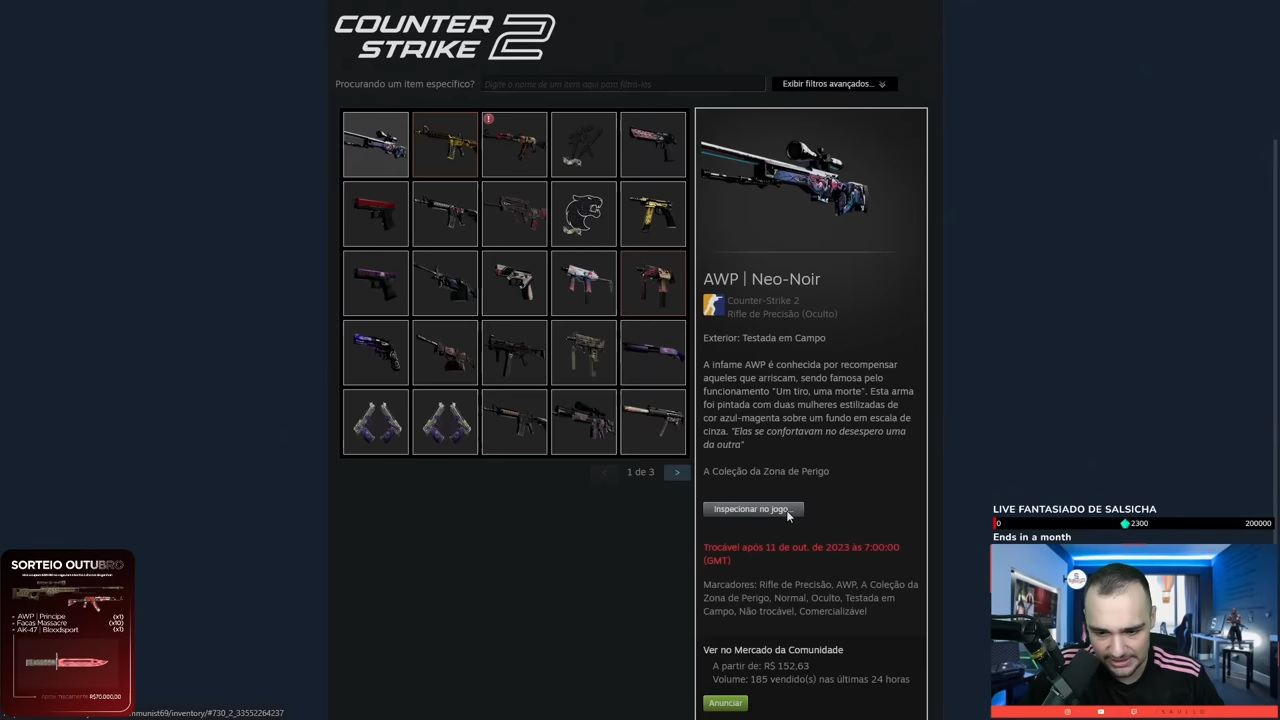 COUNTER
STRIKE 2
Procurando um item específico?
Digite o nome de um item aqui para filtrá-los
Exibir filtros avançados...
!
1 de 3
>
AWP | Neo-Noir
Counter-Strike 2
Rifle de Precisão (Oculto)
Exterior: Testada em Campo
A infame AWP é conhecida por recompensar
aqueles que arriscam, sendo famosa pelo
funcionamento "Um tiro, uma morte". Esta arma
foi pintada com duas mulheres estilizadas de
cor azul-magenta sobre um fundo em escala de
cinza. "Elas se confortavam no desespero uma
da outra"
A Coleção da Zona de Perigo
Inspecionar no jogo...
Trocável após 11 de out. de 2023 às 7:00:00
(GMT)
Marcadores: Rifle de Precisão, AWP, A Coleção da
Zona de Perigo, Normal, Oculto, Testada em
Campo, Não trocável, Comercializável
Ver no Mercado da Comunidade
A partir de: R$ 152,63
Volume: 185 vendido(s) nas últimas 24 horas
Anunciar
LIVE FANTASIADO DE SALSICHA
0
2300
200000
Ends in a month
SORTEIO OUTUBRO
AWP | Príncipe (x1)
Facas Massacre (x10)
AK-47 | Bloodsport (x1)
R$70.000,00
mmunist69/inventory/#730_2_33552264237